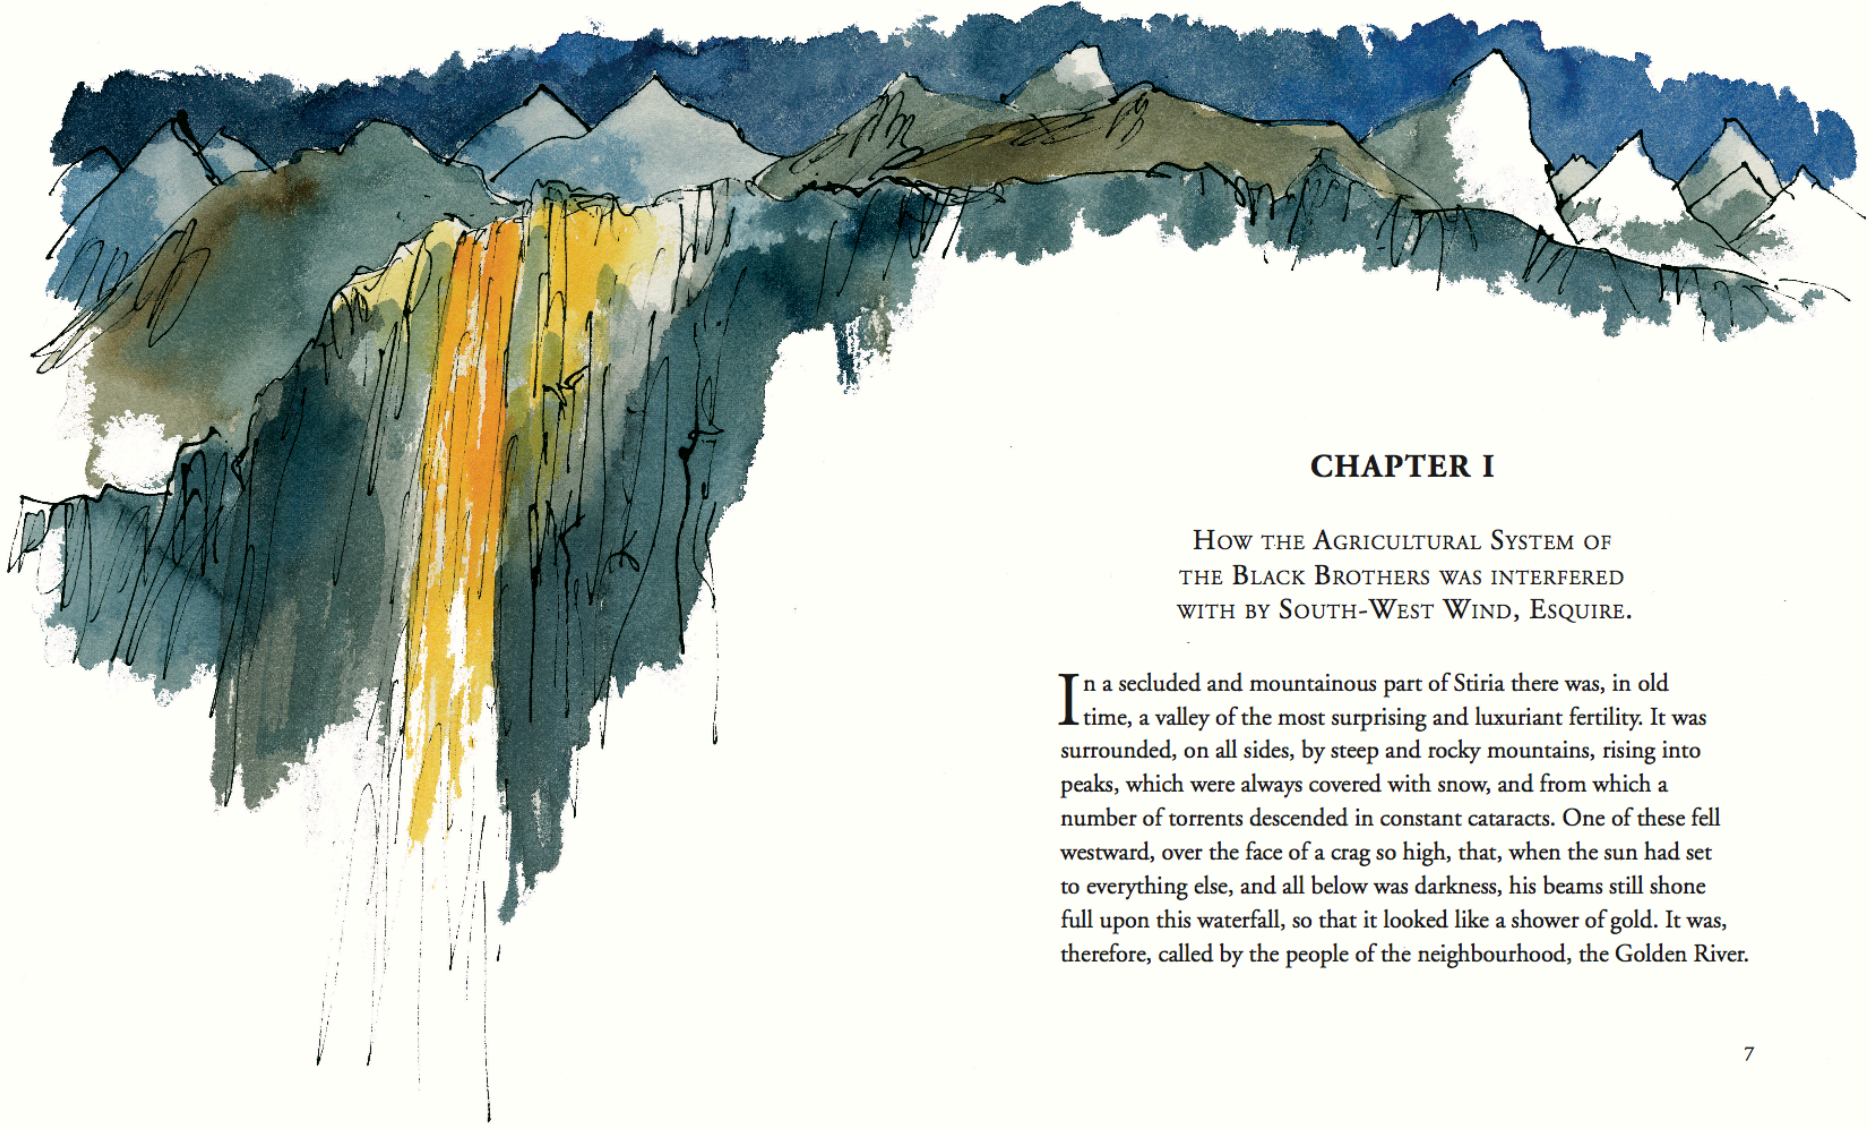 CHAPTER I
How the Agricultural System of
the Black Brothers was interfered
with by South-West Wind, Esquire.
In a secluded and mountainous part of Stiria there was, in old
time, a valley of the most surprising and luxuriant fertility. It was
surrounded, on all sides, by steep and rocky mountains, rising into
peaks, which were always covered with snow, and from which a
number of torrents descended in constant cataracts. One of these fell
westward, over the face of a crag so high, that, when the sun had set
to everything else, and all below was darkness, his beams still shone
full upon this waterfall, so that it looked like a shower of gold. It was,
therefore, called by the people of the neighbourhood, the Golden River.
7